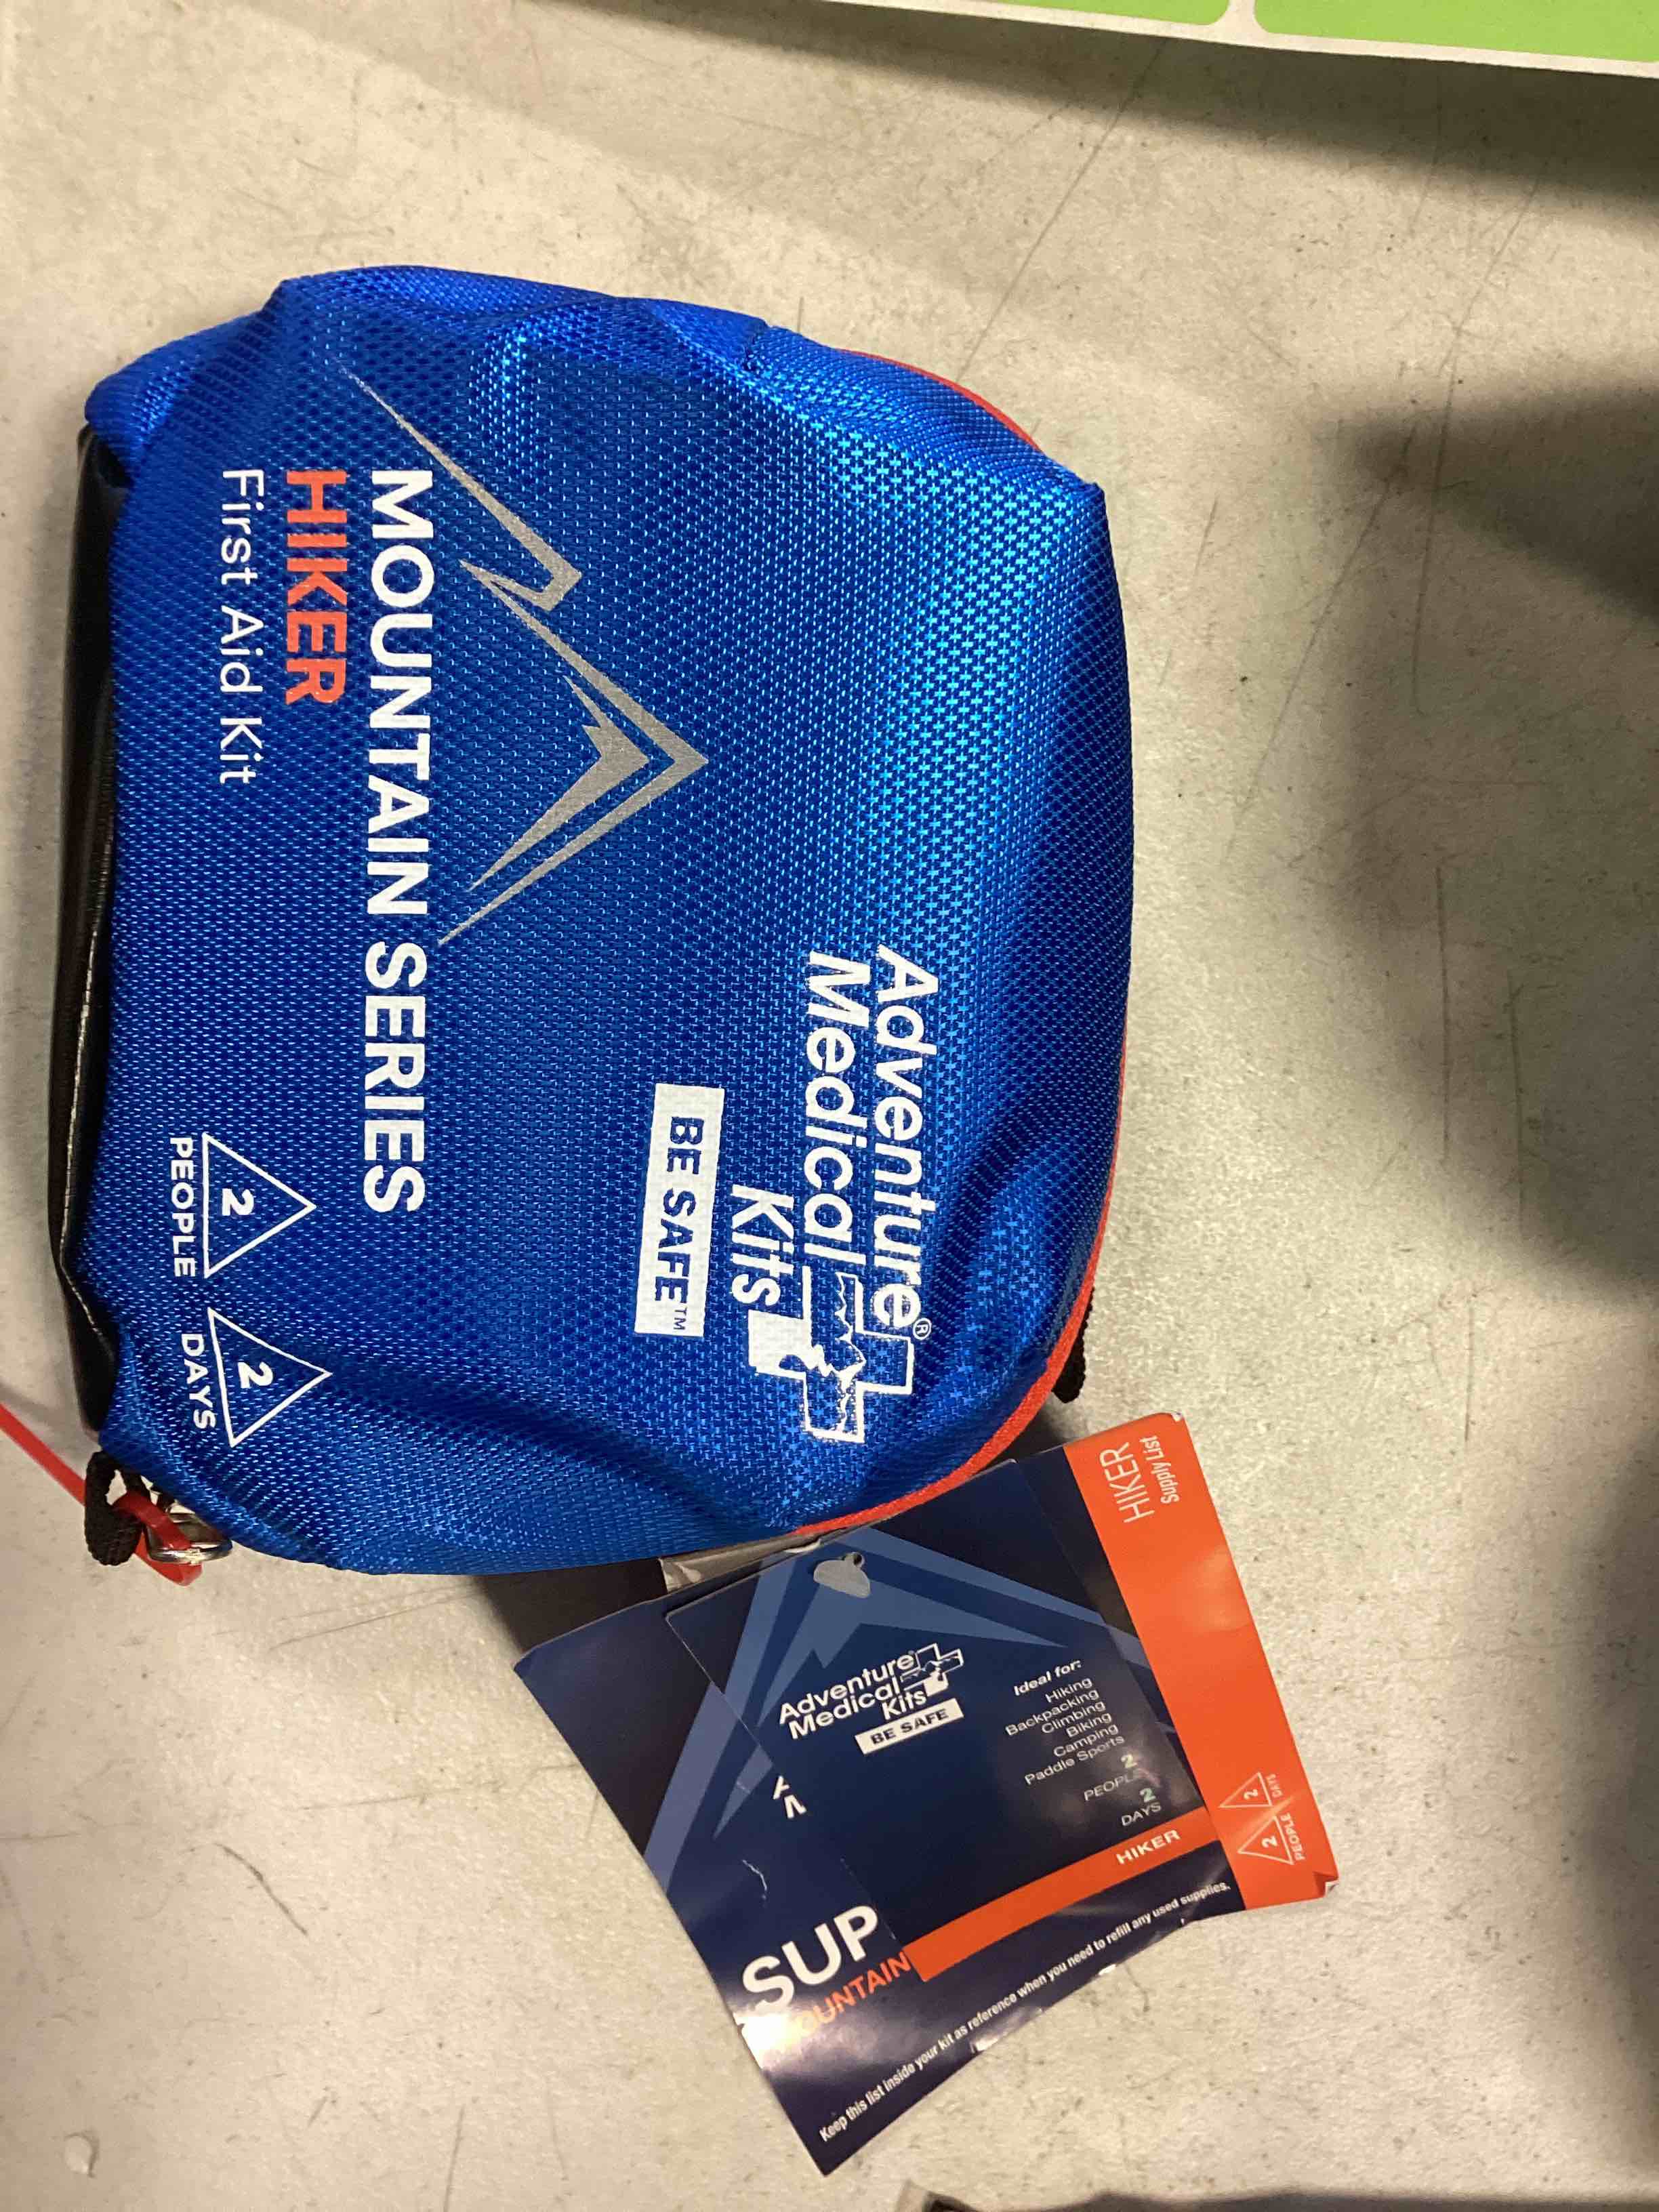 Adventure®
Medical
Kits
BE SAFE™
MOUNTAIN SERIES
HIKER
First Aid Kit
2
PEOPLE
2
DAYS
HIKER
Supply List
2
PEOPLE
2
DAYS
Adventure
Medical
Kits
BE SAFE
Ideal for:
Hiking
Backpacking
Climbing
Biking
Camping
Paddle Sports
2
PEOPLE
2
DAYS
HIKER
SUP
OUNTAIN
Keep this list inside your kit as reference when you need to refill any used supplies.